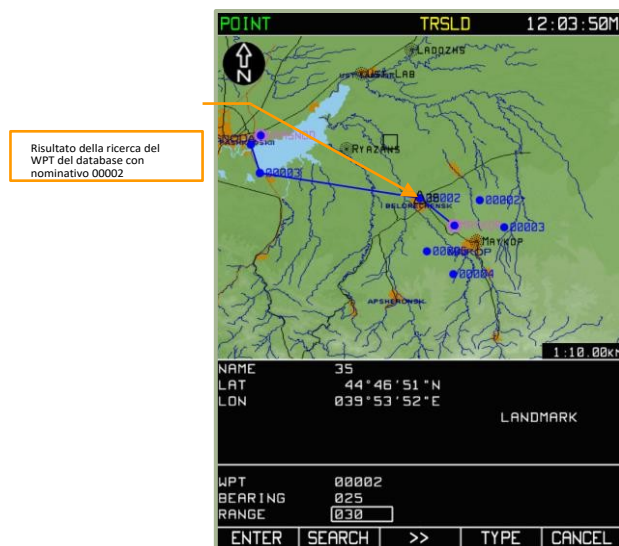 POINT TRSLD 12:03:50M
LADOZHS
LAB
N
RYAZANS
00003
00002
38
BELORECHENSK
00002
00003
MAYKOP
00004
APSHERONSK
1:10.00KM
Risultato della ricerca del
WPT del database con
nominativo 00002
NAME 35
LAT 44°46'51"N
LON 039°53'52"E
LANDMARK
WPT 00002
BEARING 025
RANGE 030
ENTER SEARCH >> TYPE CANCEL